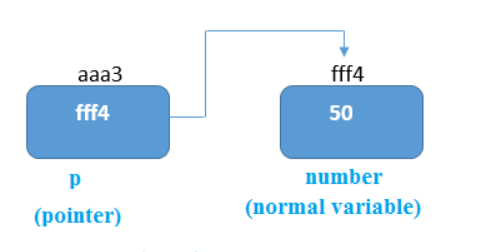 aaa3
fff4
fff4
50
p
(pointer)
number
(normal variable)